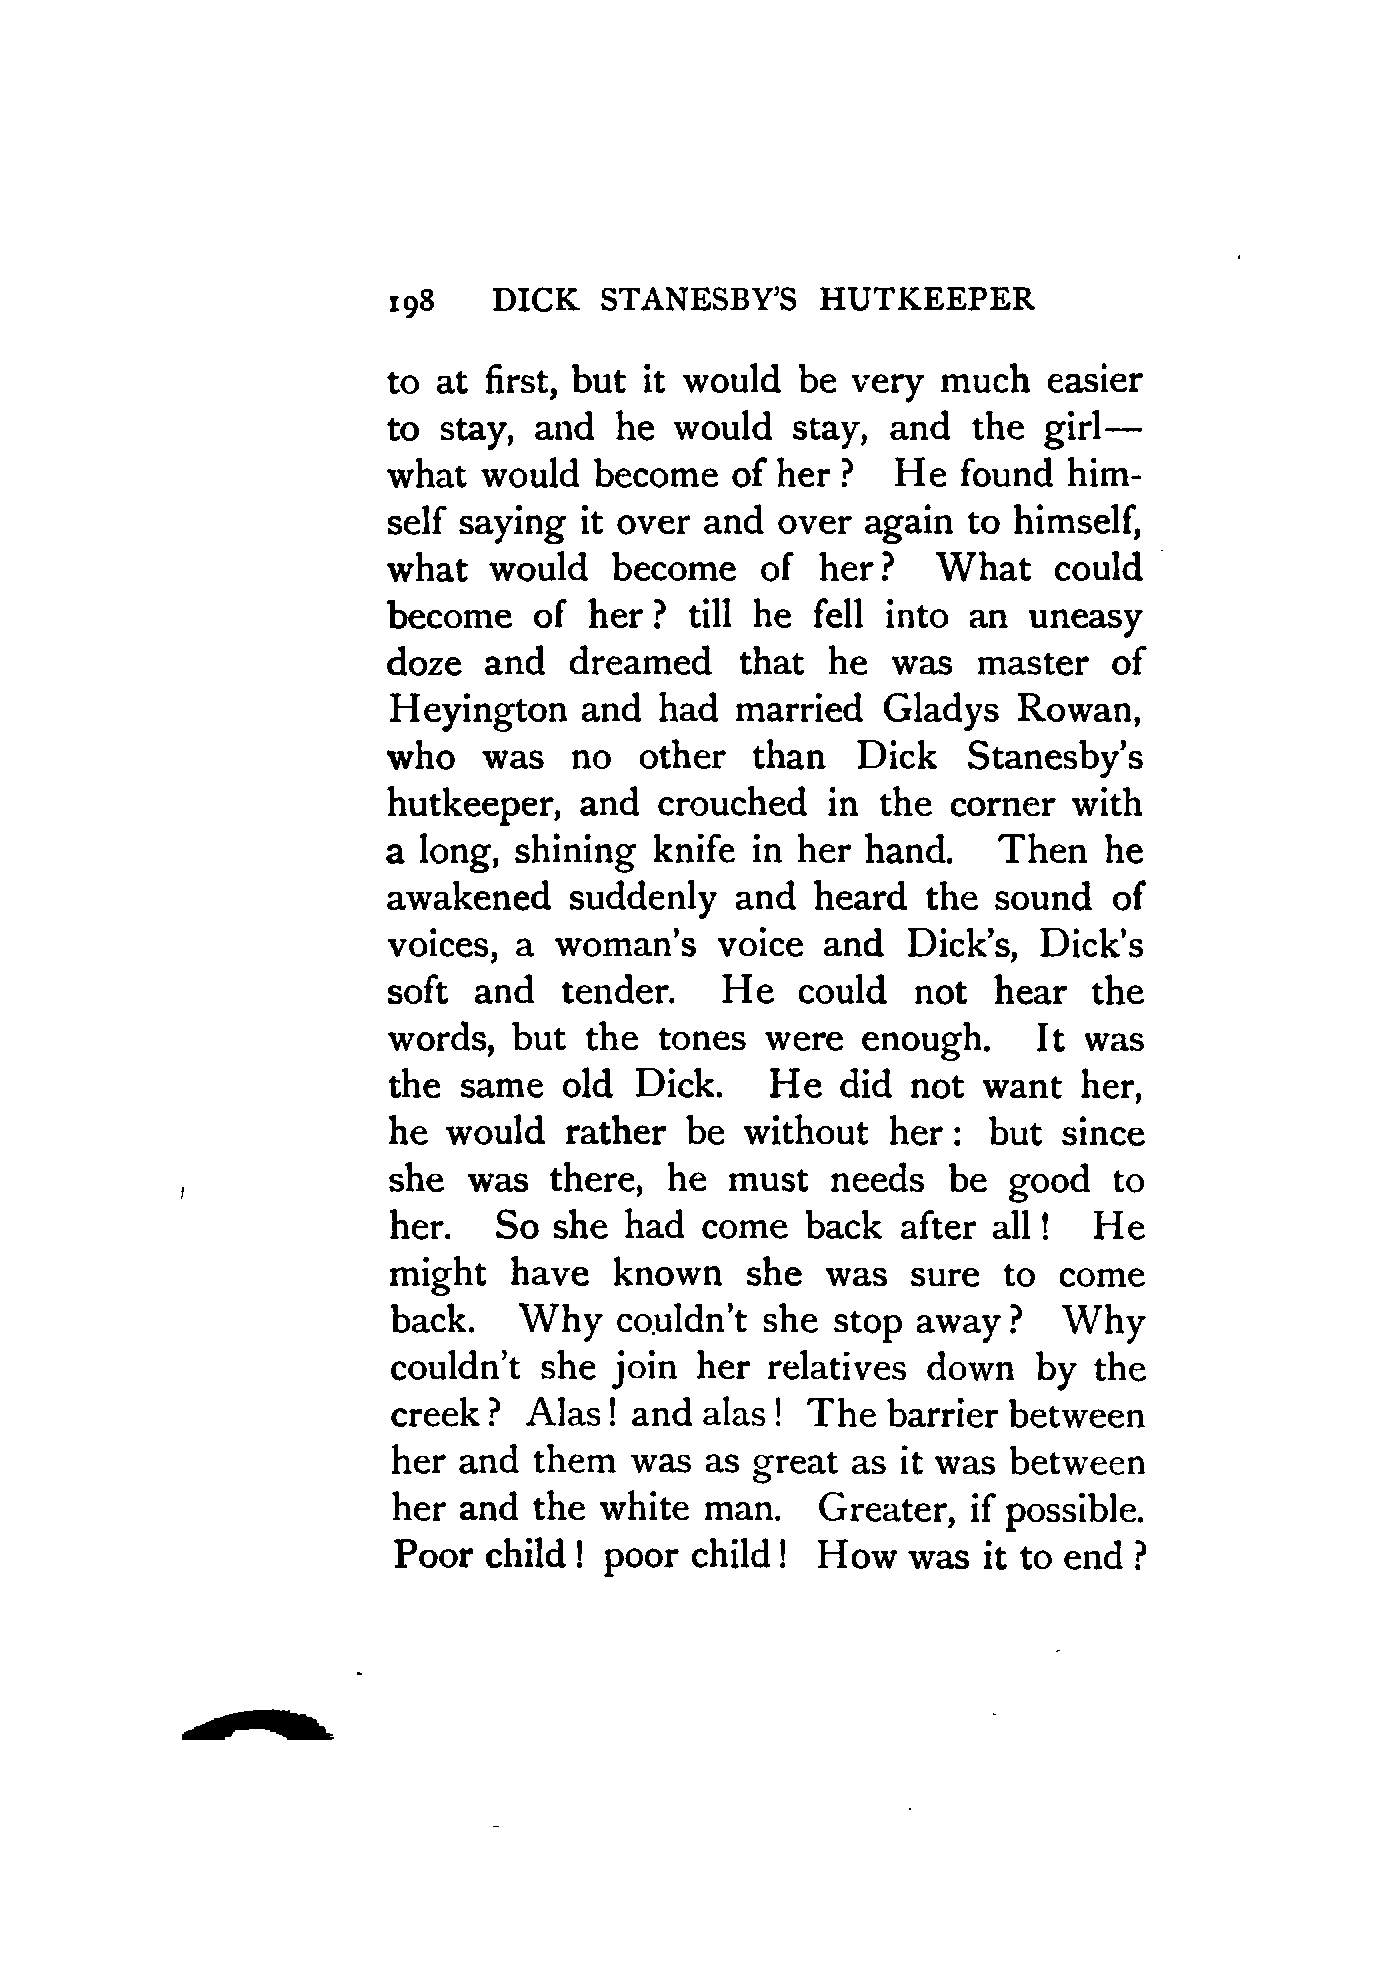 198 DICK STANESBY'S HUTKEEPER
to at first, but it would be very much easier
to stay, and he would stay, and the girl—
what would become of her ? He found him-
self saying it over and over again to himself,
what would become of her? What could
become of her ? till he fell into an uneasy
doze and dreamed that he was master of
Heyington and had married Gladys Rowan,
who was no other than Dick Stanesby's
hutkeeper, and crouched in the corner with
a long, shining knife in her hand. Then he
awakened suddenly and heard the sound of
voices, a woman's voice and Dick's, Dick's
soft and tender. He could not hear the
words, but the tones were enough. It was
the same old Dick. He did not want her,
he would rather be without her : but since
she was there, he must needs be good to
her. So she had come back after all ! He
might have known she was sure to come
back. Why couldn't she stop away ? Why
couldn't she join her relatives down by the
creek ? Alas ! and alas ! The barrier between
her and them was as great as it was between
her and the white man. Greater, if possible.
Poor child ! poor child ! How was it to end ?